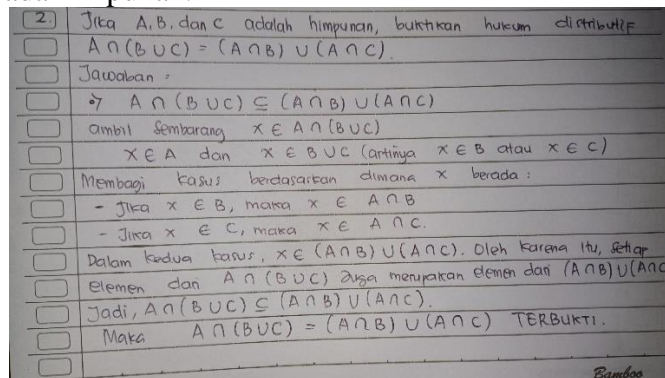 2. Jika A, B, dan C adalah himpunan, buktikan hukum distributif
A ∩ (B ∪ C) = (A ∩ B) ∪ (A ∩ C).
Jawaban :
A ∩ (B ∪ C) ⊆ (A ∩ B) ∪ (A ∩ C)
ambil sembarang x ∈ A ∩ (B ∪ C)
x ∈ A dan x ∈ B ∪ C (artinya x ∈ B atau x ∈ C)
Membagi kasus berdasarkan dimana x berada :
- Jika x ∈ B, maka x ∈ A ∩ B
- Jika x ∈ C, maka x ∈ A ∩ C.
Dalam kedua kasus, x ∈ (A ∩ B) ∪ (A ∩ C). Oleh karena itu, setiap
elemen dari A ∩ (B ∪ C) juga merupakan elemen dari (A ∩ B) ∪ (A ∩ C
Jadi, A ∩ (B ∪ C) ⊆ (A ∩ B) ∪ (A ∩ C).
Maka A ∩ (B ∪ C) = (A ∩ B) ∪ (A ∩ C) TERBUKTI.
Bamboo